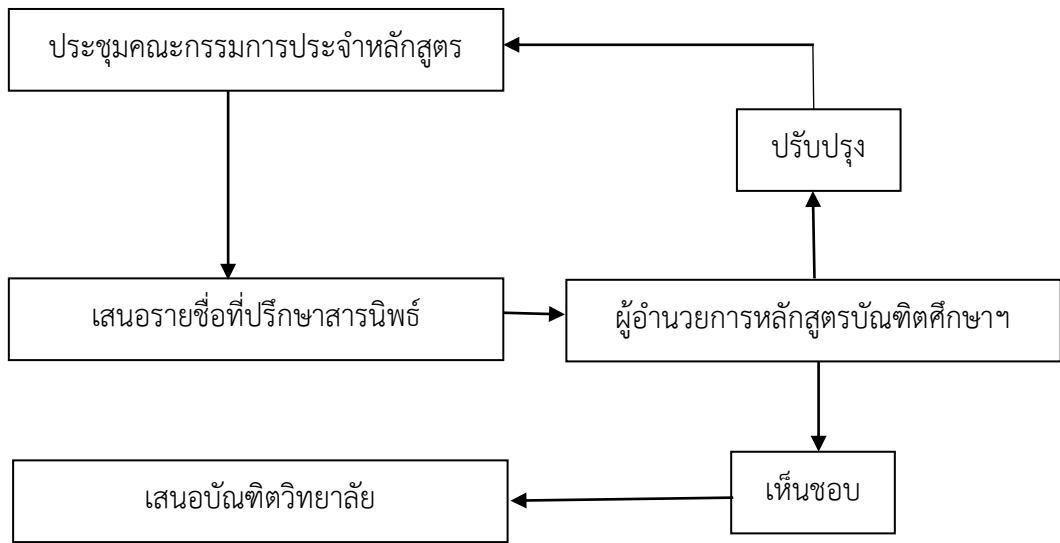 ประชุมคณะกรรมการประจำหลักสูตร
ปรับปรุง
เสนอรายชื่อที่ปรึกษาสารนิพธ์
ผู้อำนวยการหลักสูตรบัณฑิตศึกษาฯ
เห็นชอบ
เสนอบัณฑิตวิทยาลัย